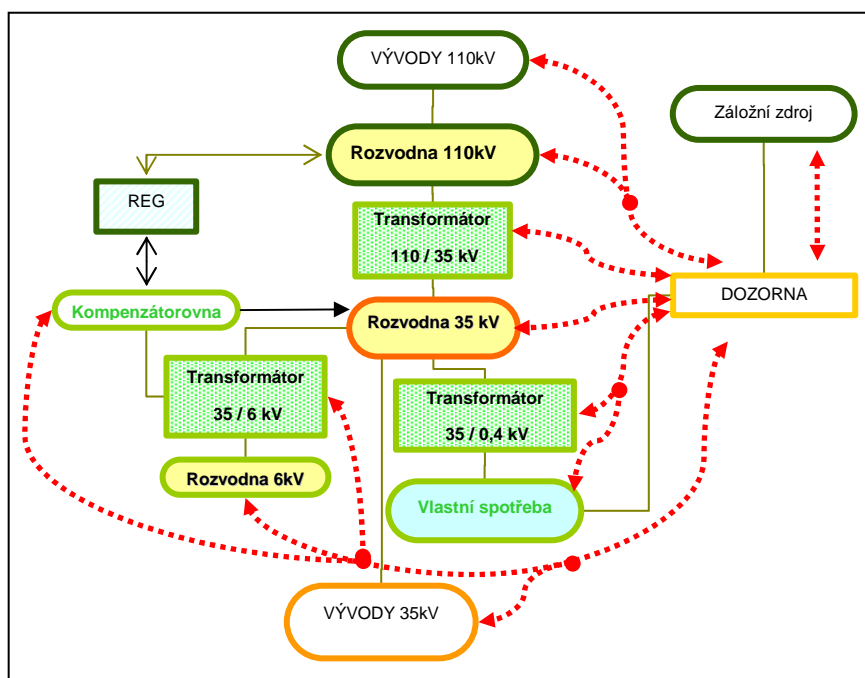 VÝVODY 110kV
Záložní zdroj
Rozvodna 110kV
REG
Transformátor
110 / 35 kV
DOZORNA
Kompenzátorovna
Rozvodna 35 kV
Transformátor
35 / 6 kV
Transformátor
35 / 0,4 kV
Rozvodna 6kV
Vlastní spotřeba
VÝVODY 35kV